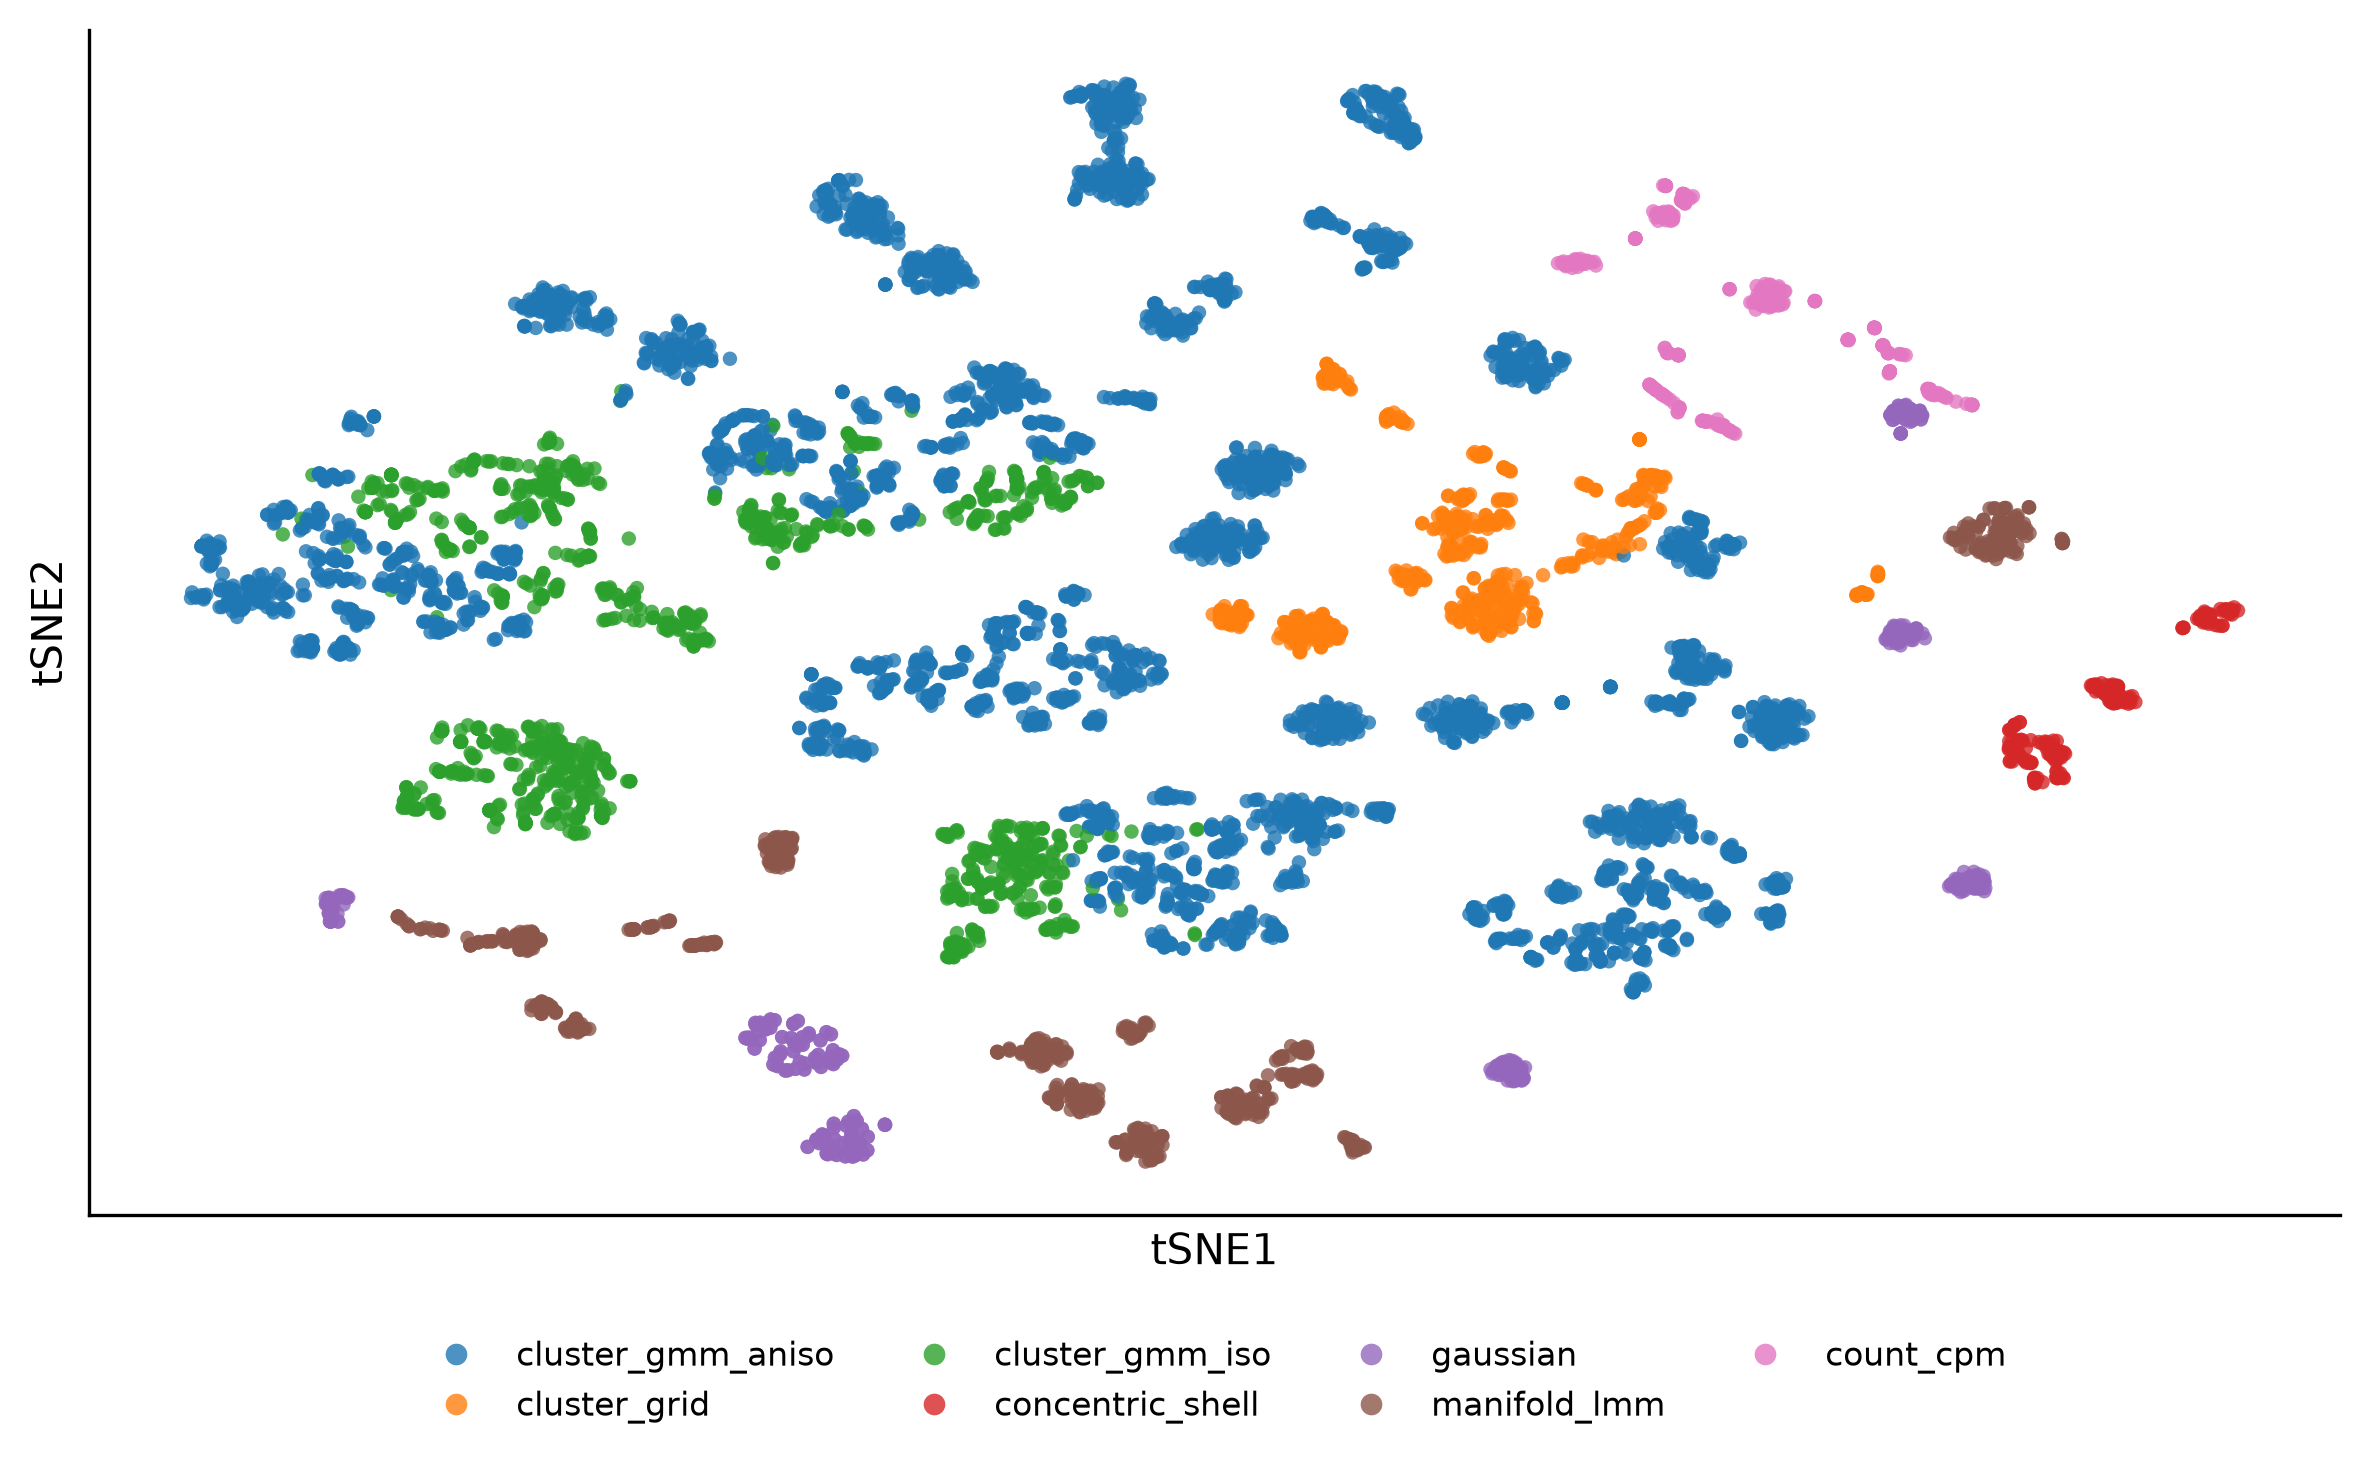 tSNE2
tSNE1
cluster_gmm_aniso
cluster_grid
cluster_gmm_iso
concentric_shell
gaussian
manifold_lmm
count_cpm